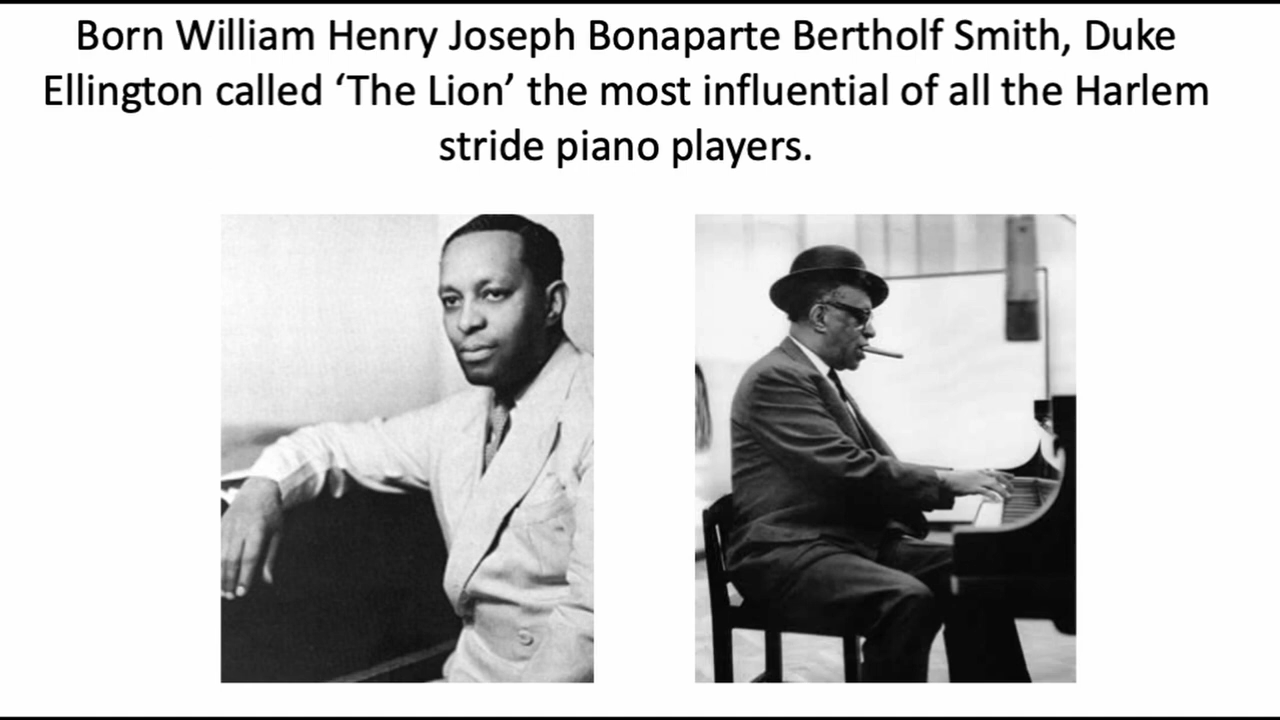 Born William Henry Joseph Bonaparte Bertholf Smith, Duke
Ellington called ‘The Lion’ the most influential of all the Harlem
stride piano players.